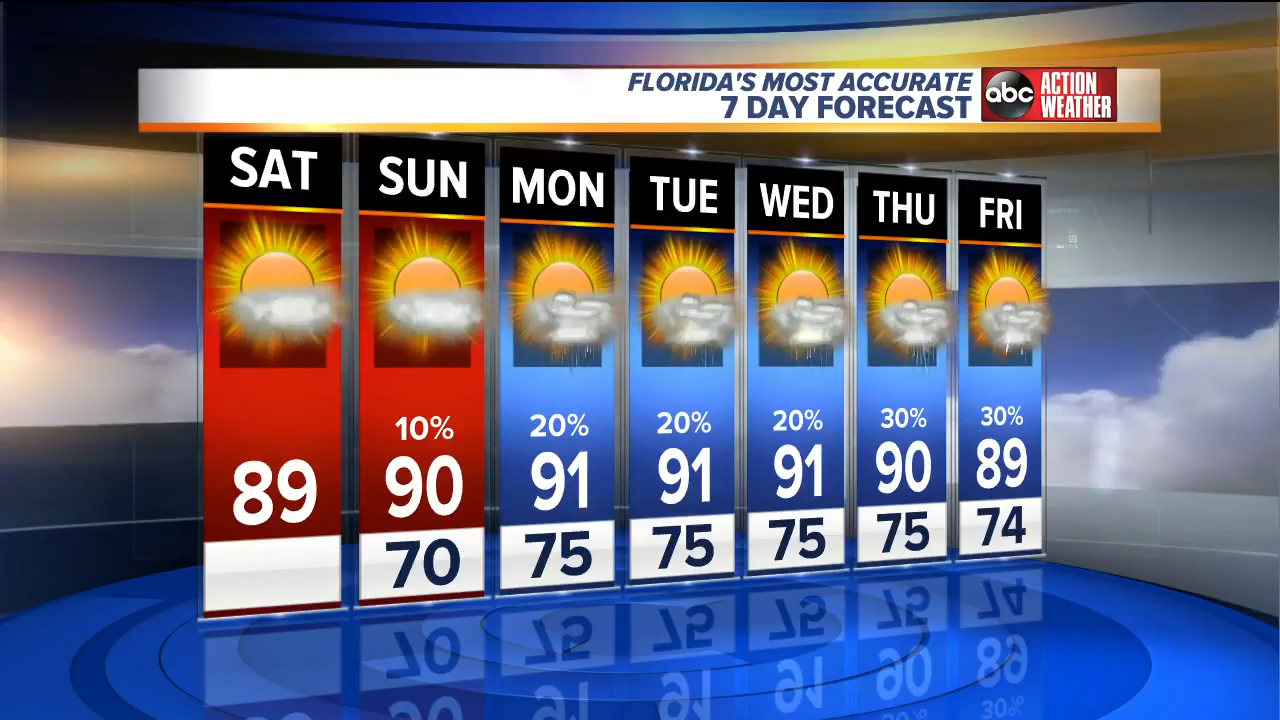 FLORIDA'S MOST ACCURATE
7 DAY FORECAST
abc
ACTION
WEATHER
SAT
89
SUN
10%
90
70
MON
20%
91
75
TUE
20%
91
75
WED
20%
91
75
THU
30%
90
75
FRI
30%
89
74